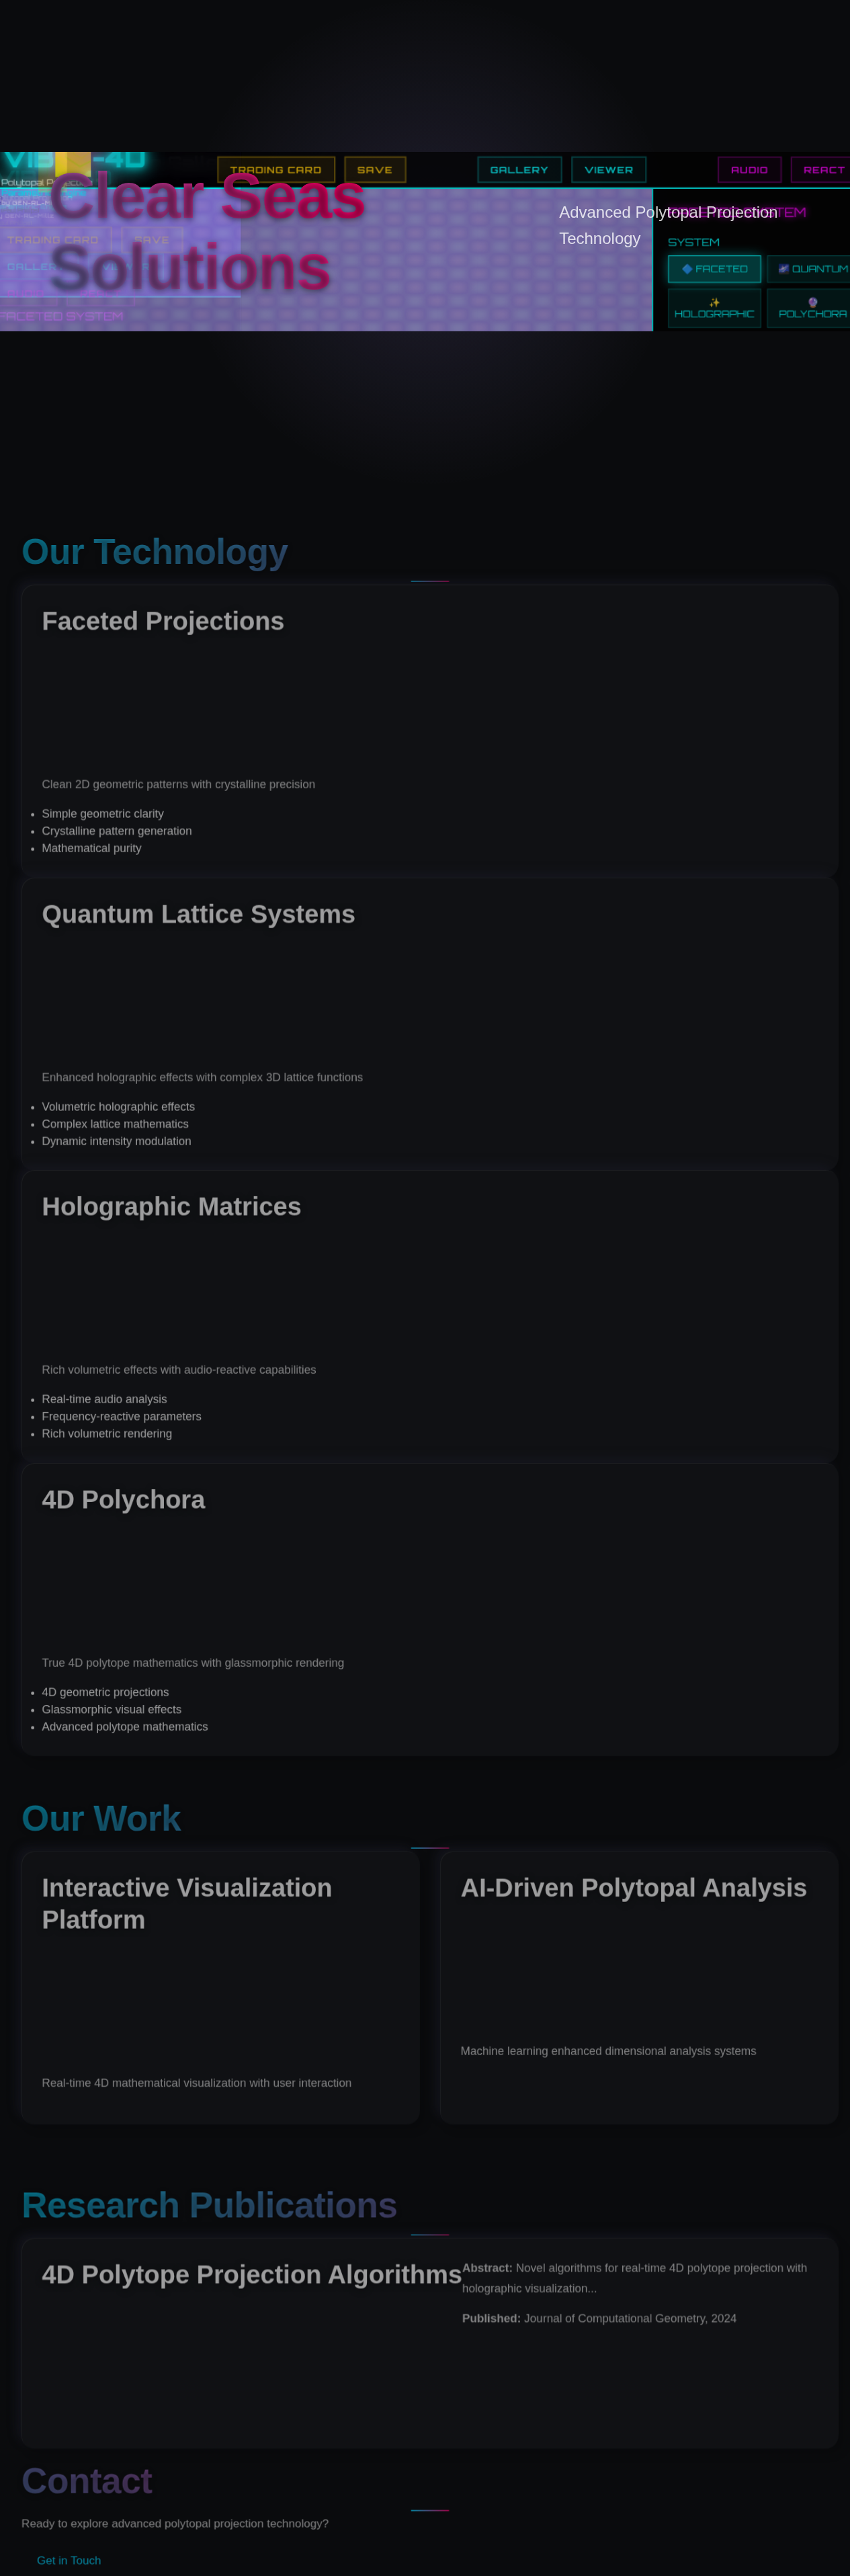 VIB -4D
TRADING CARD
SAVE
GALLERY
VIEWER
AUDIO
REACT
Polytopal
Clear Seas
Solutions
Advanced Polytopal Projection
Technology
SYSTEM
SYSTEM
🔷 FACETED
🌌 QUANTUM
✨
HOLOGRAPHIC
🔮
POLYCHORA
TRADING CARD
SAVE
FACETED SYSTEM
Our Technology
Faceted Projections
Clean 2D geometric patterns with crystalline precision
• Simple geometric clarity
• Crystalline pattern generation
• Mathematical purity
Quantum Lattice Systems
Enhanced holographic effects with complex 3D lattice functions
• Volumetric holographic effects
• Complex lattice mathematics
• Dynamic intensity modulation
Holographic Matrices
Rich volumetric effects with audio-reactive capabilities
• Real-time audio analysis
• Frequency-reactive parameters
• Rich volumetric rendering
4D Polychora
True 4D polytope mathematics with glassmorphic rendering
• 4D geometric projections
• Glassmorphic visual effects
• Advanced polytope mathematics
Our Work
Interactive Visualization
Platform
Real-time 4D mathematical visualization with user interaction
AI-Driven Polytopal Analysis
Machine learning enhanced dimensional analysis systems
Research Publications
4D Polytope Projection Algorithms
Abstract: Novel algorithms for real-time 4D polytope projection with
holographic visualization...
Published: Journal of Computational Geometry, 2024
Contact
Ready to explore advanced polytopal projection technology?
Get in Touch